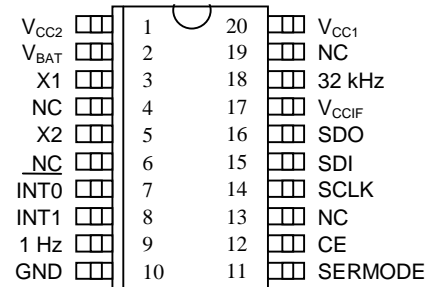 VCC2 1 20 VCC1
VBAT 2 19 NC
X1 3 18 32 kHz
NC 4 17 VCCIF
X2 5 16 SDO
NC 6 15 SDI
INT0 7 14 SCLK
INT1 8 13 NC
1 Hz 9 12 CE
GND 10 11 SERMODE